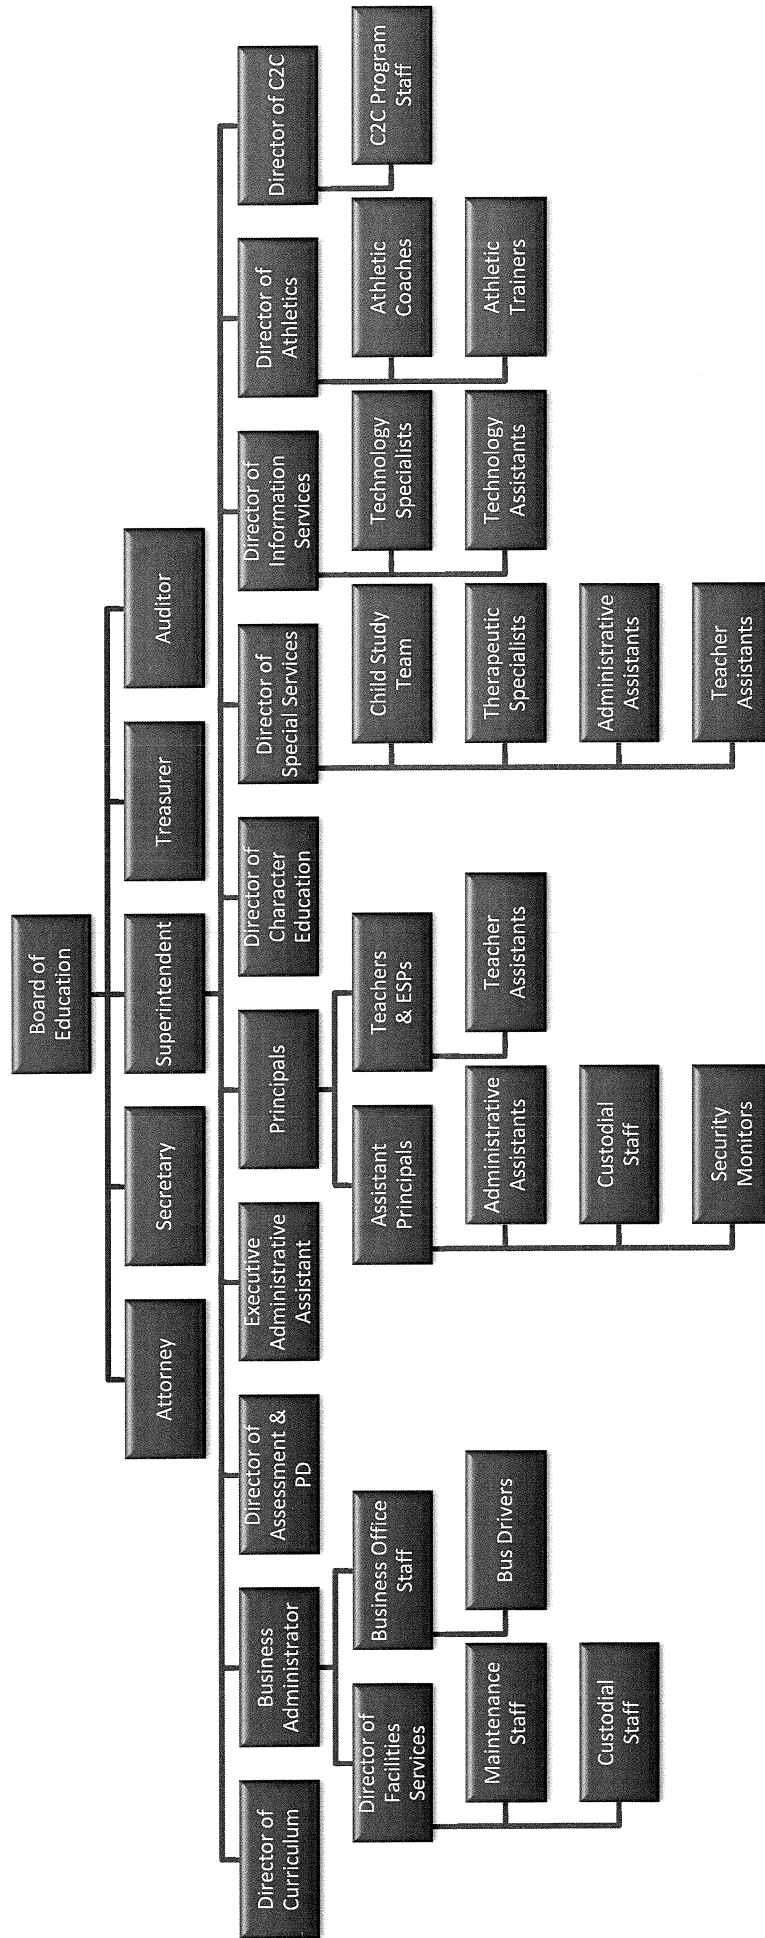 Board of
Education
Attorney
Secretary
Superintendent
Treasurer
Auditor
Director of
Curriculum
Business
Administrator
Director of
Assessment &
PD
Executive
Administrative
Assistant
Principals
Director of
Character
Education
Director of
Special Services
Director of
Information
Services
Director of
Athletics
Director of C2C
Director of
Facilities
Services
Business Office
Staff
Assistant
Principals
Teachers
& ESPs
Child Study
Team
Technology
Specialists
Athletic
Coaches
C2C Program
Staff
Maintenance
Staff
Bus Drivers
Administrative
Assistants
Teacher
Assistants
Therapeutic
Specialists
Technology
Assistants
Athletic
Trainers
Custodial
Staff
Custodial
Staff
Administrative
Assistants
Security
Monitors
Teacher
Assistants